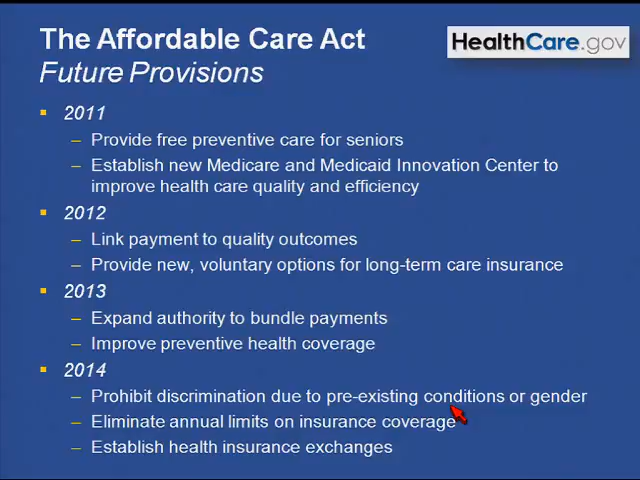 The Affordable Care Act
HealthCare.gov
Future Provisions
▪ 2011
– Provide free preventive care for seniors
– Establish new Medicare and Medicaid Innovation Center to
improve health care quality and efficiency
▪ 2012
– Link payment to quality outcomes
– Provide new, voluntary options for long-term care insurance
▪ 2013
– Expand authority to bundle payments
– Improve preventive health coverage
▪ 2014
– Prohibit discrimination due to pre-existing conditions or gender
– Eliminate annual limits on insurance coverage
– Establish health insurance exchanges